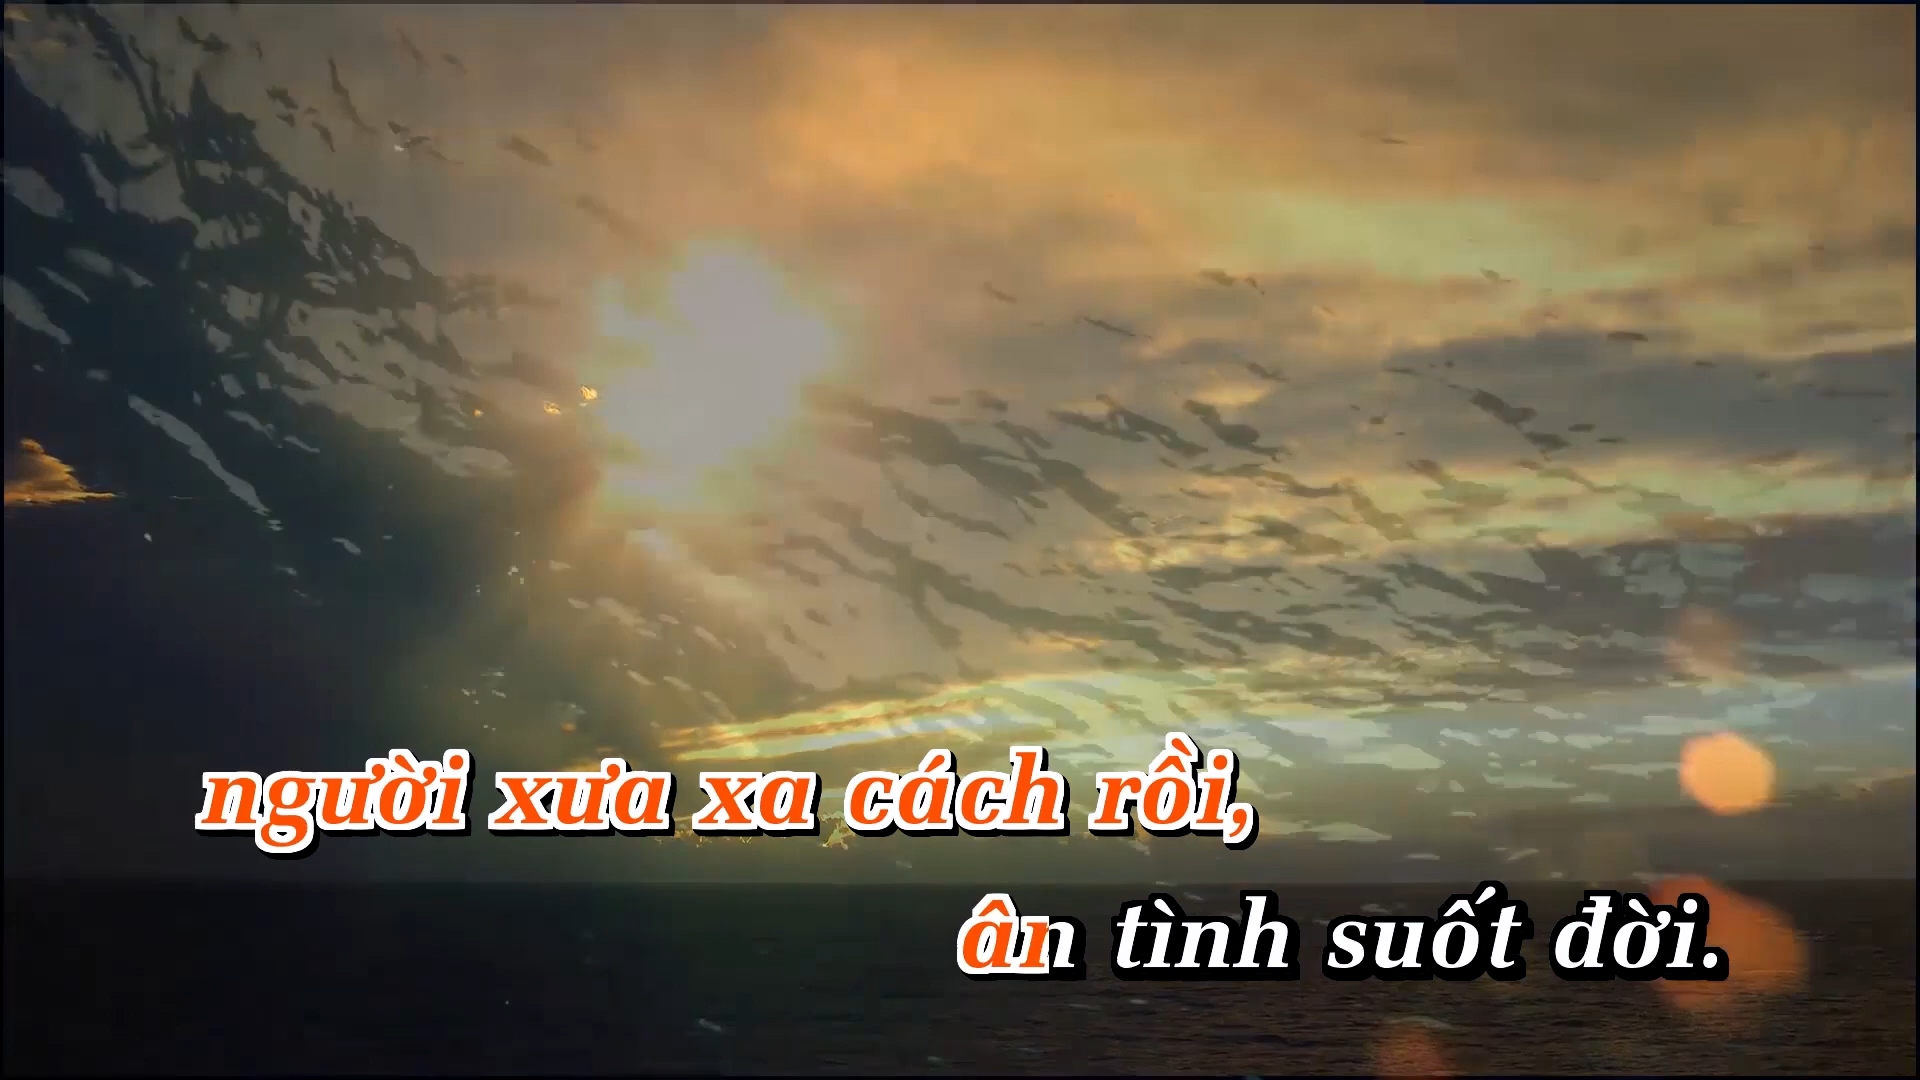 người xưa xa cách rồi,
ân tình suốt đời.